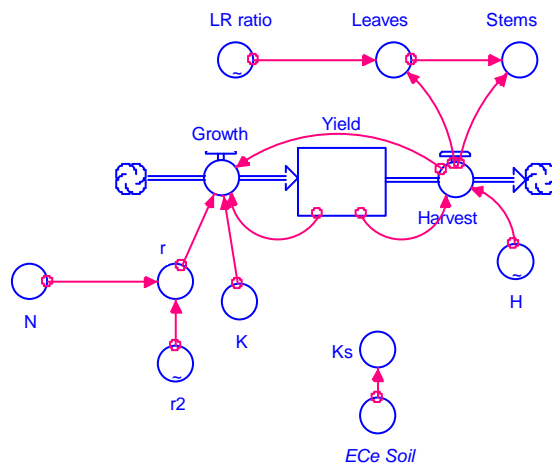 LR ratio
Leaves
Stems
~
Growth
Yield
Harvest
r
N
K
H
~
r2
~
Ks
ECe Soil